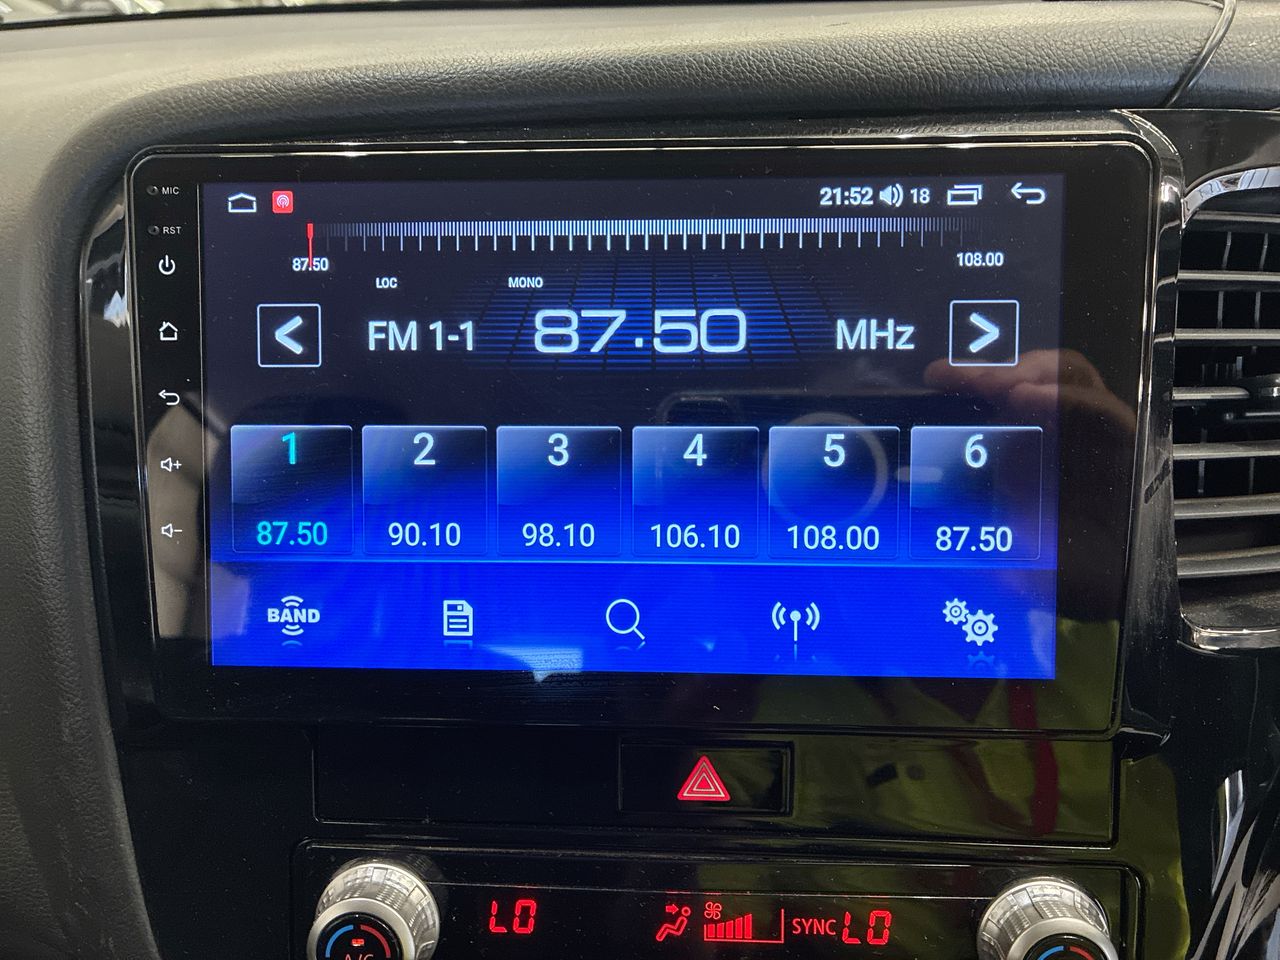 MIC
21:52 18
RST
87.50 108.00
LOC MONO
FM 1-1 87.50 MHz
1 2 3 4 5 6
87.50 90.10 98.10 106.10 108.00 87.50
BAND
LO SYNC LO
A/C